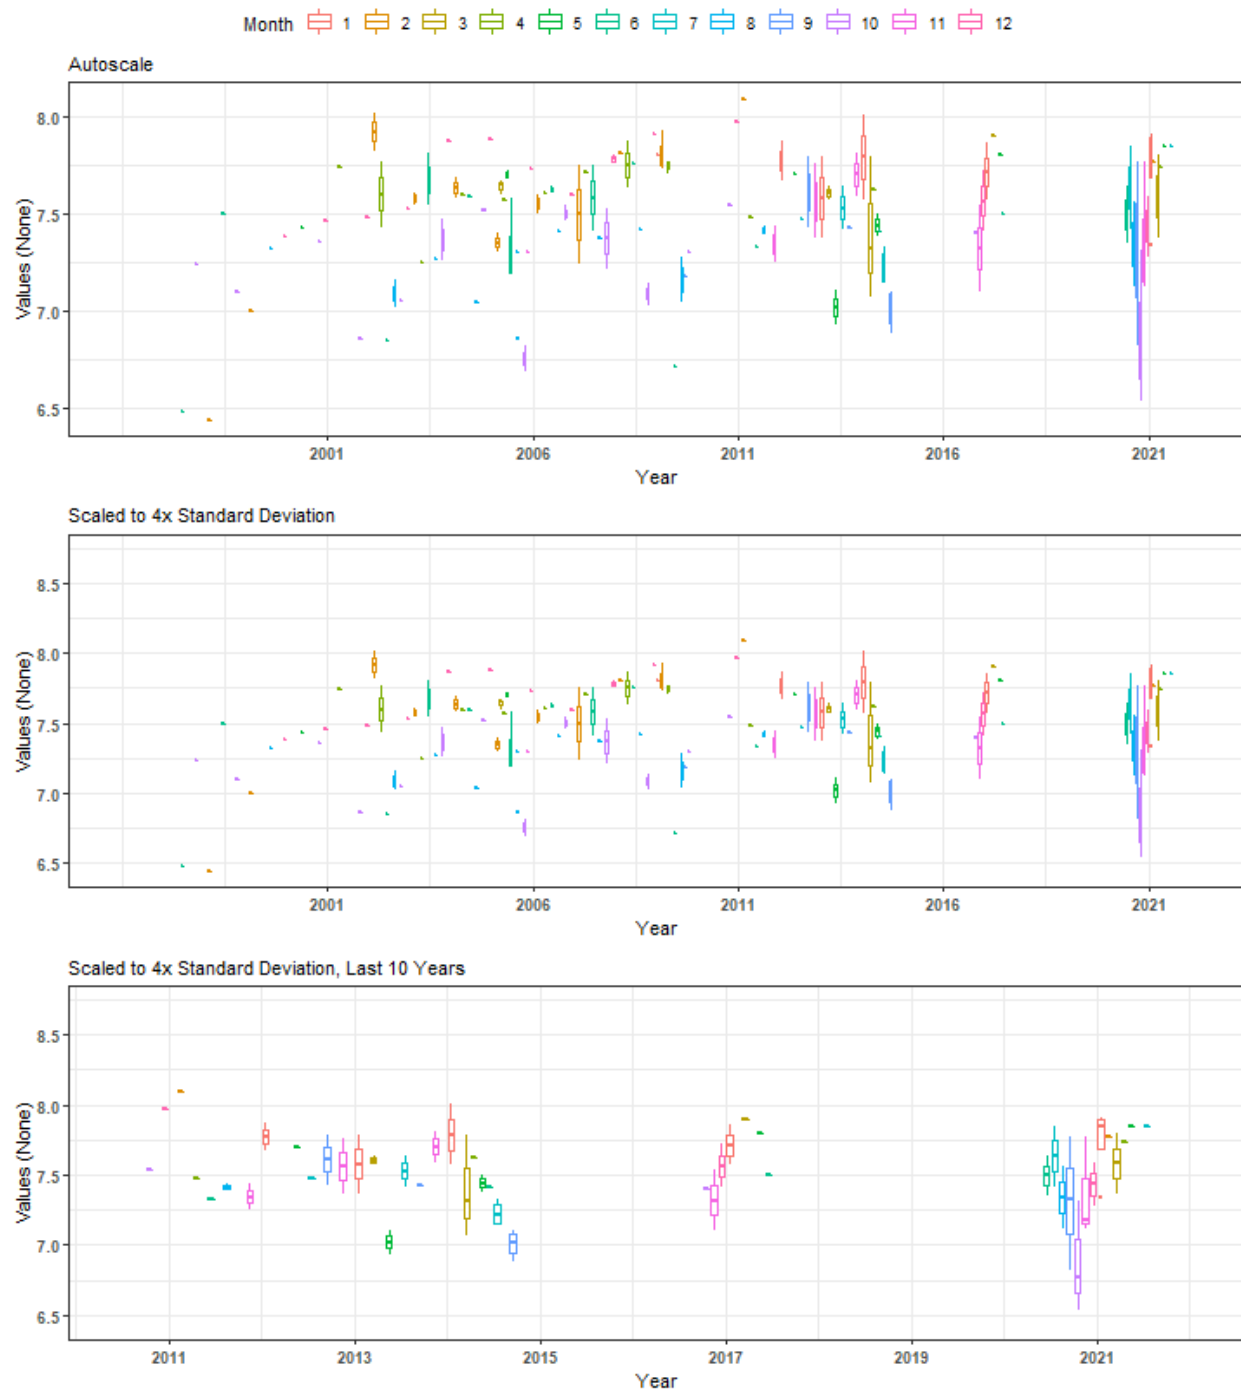 Month 1 2 3 4 5 6 7 8 9 10 11 12
Autoscale
Values (None)
8.0
7.5
7.0
6.5
2001 2006 2011 2016 2021
Year
Scaled to 4x Standard Deviation
Values (None)
8.5
8.0
7.5
7.0
6.5
2001 2006 2011 2016 2021
Year
Scaled to 4x Standard Deviation, Last 10 Years
Values (None)
8.5
8.0
7.5
7.0
6.5
2011 2013 2015 2017 2019 2021
Year